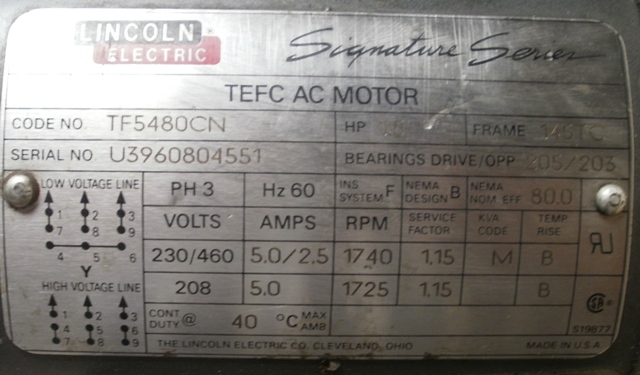 LINCOLN
ELECTRIC
Signature Series
TEFC AC MOTOR
CODE NO. TF5480CN HP FRAME 145TC
SERIAL NO. U3960804551 BEARINGS DRIVE/OPP 205/203
LOW VOLTAGE LINE PH 3 Hz 60 INS SYSTEM F NEMA DESIGN B NEMA NOM. EFF 80.0
1 2 3
7 8 9
4 5 6
Y
VOLTS AMPS RPM SERVICE FACTOR KVA CODE TEMP RISE
230/460 5.0/2.5 1740 1.15 M B
HIGH VOLTAGE LINE 208 5.0 1725 1.15 B
1 2 3
4 5 6
7 8 9
CONT DUTY @ 40 °C MAX AMB
S19877
THE LINCOLN ELECTRIC CO. CLEVELAND, OHIO MADE IN U.S.A.